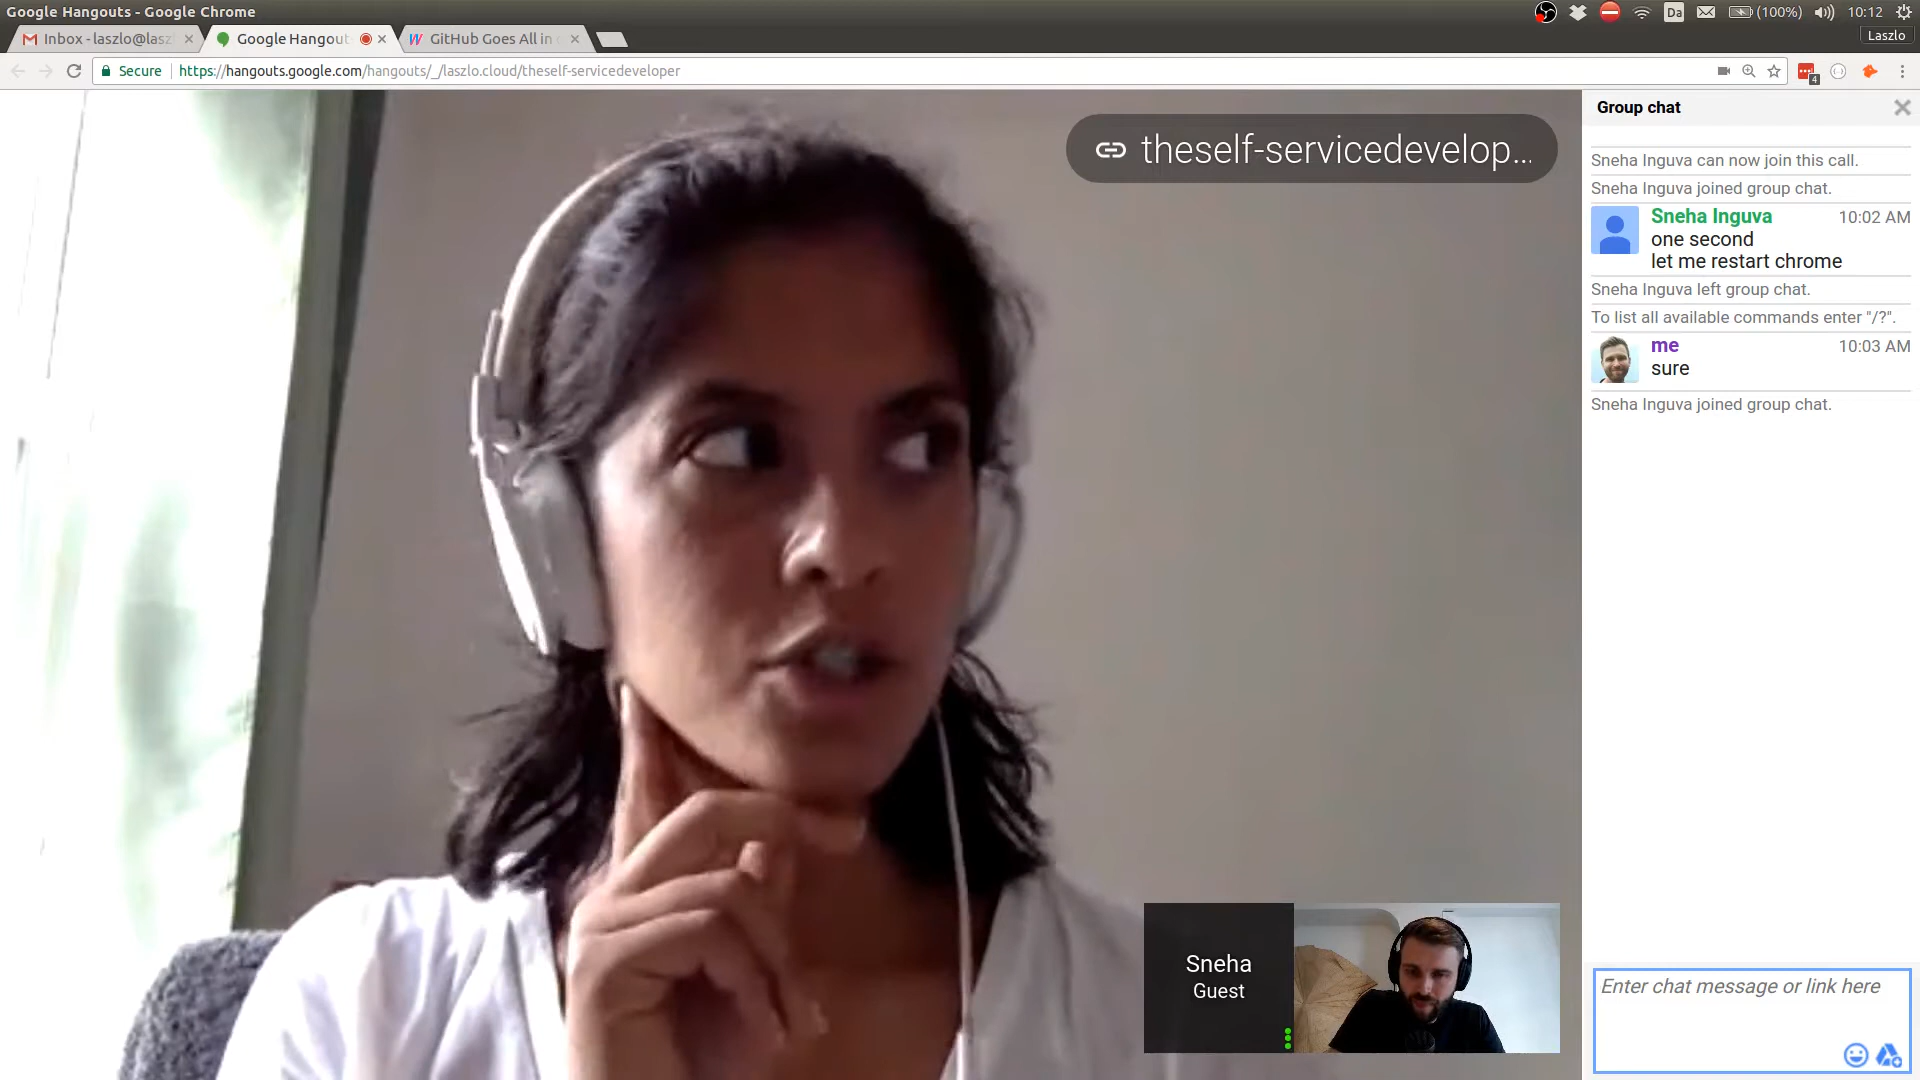 Google Hangouts - Google Chrome
Da
(100%)
10:12
Inbox - laszlo@lasz
Google Hangout
GitHub Goes All in
Laszlo
Secure
https://hangouts.google.com/hangouts/_/laszlo.cloud/theself-servicedeveloper
4
theself-servicedevelop...
Group chat
Sneha Inguva can now join this call.
Sneha Inguva joined group chat.
Sneha Inguva 10:02 AM
one second
let me restart chrome
Sneha Inguva left group chat.
To list all available commands enter "/?".
me 10:03 AM
sure
Sneha Inguva joined group chat.
Sneha
Guest
Enter chat message or link here